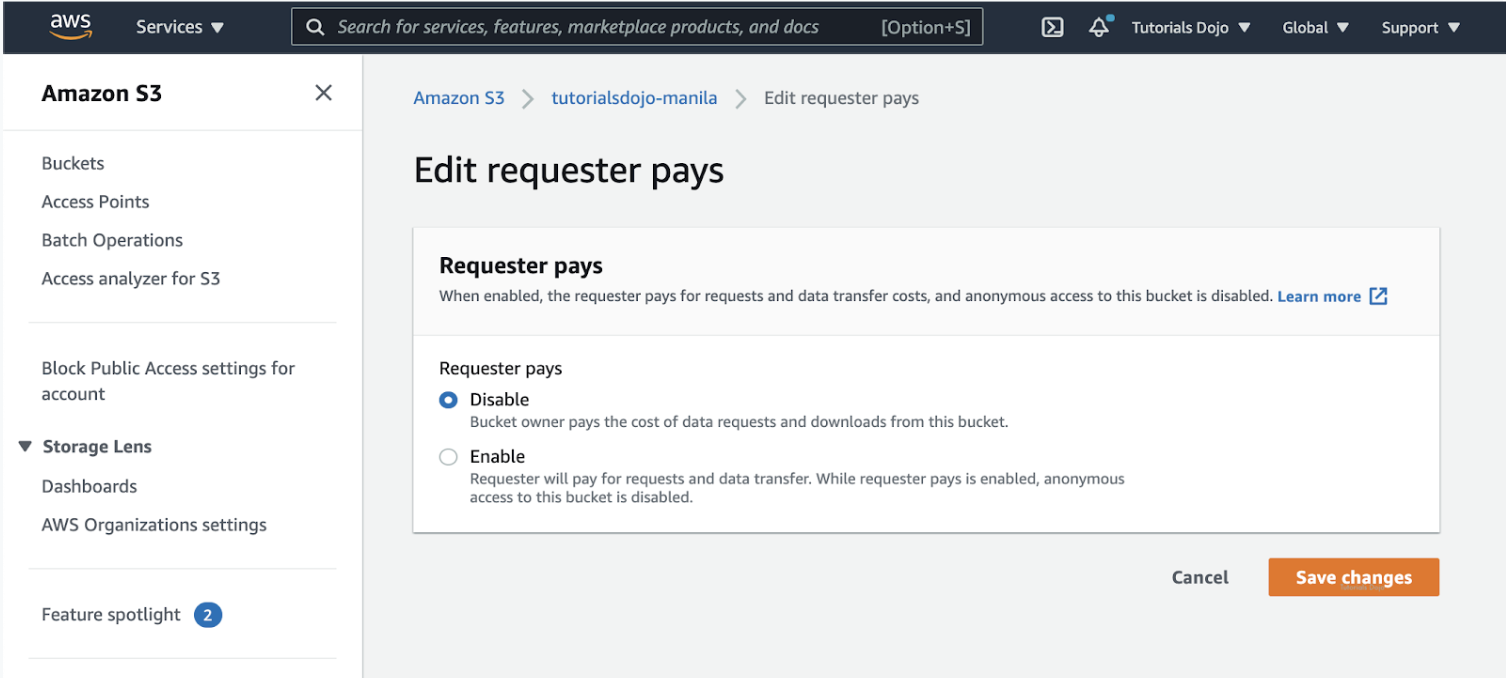 aws
Services
Search for services, features, marketplace products, and docs
[Option+S]
Tutorials Dojo
Global
Support
Amazon S3
Buckets
Access Points
Batch Operations
Access analyzer for S3
Block Public Access settings for
account
Storage Lens
Dashboards
AWS Organizations settings
Feature spotlight 2
Amazon S3 > tutorialsdojo-manila > Edit requester pays
Edit requester pays
Requester pays
When enabled, the requester pays for requests and data transfer costs, and anonymous access to this bucket is disabled. Learn more
Requester pays
Disable
Bucket owner pays the cost of data requests and downloads from this bucket.
Enable
Requester will pay for requests and data transfer. While requester pays is enabled, anonymous
access to this bucket is disabled.
Cancel
Save changes